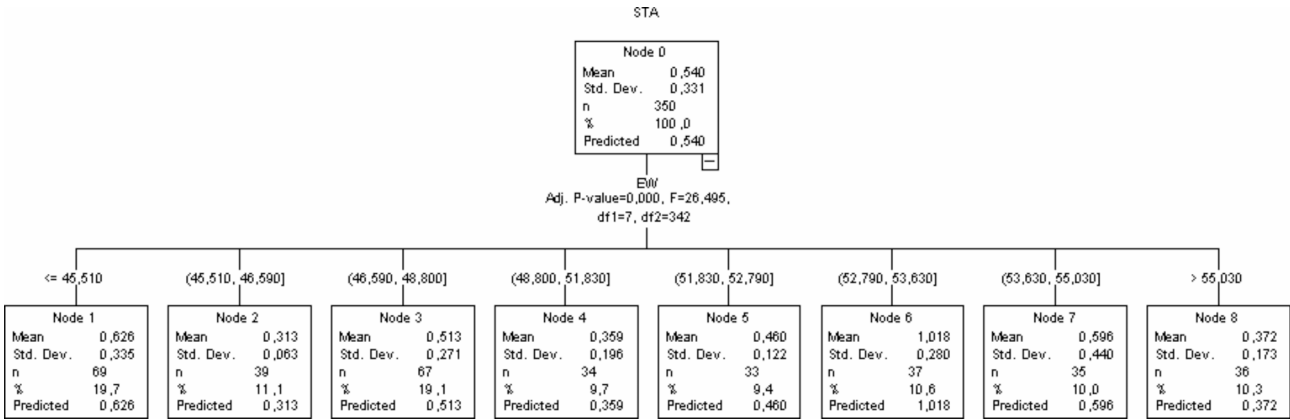 STA
Node 0
Mean 0,540
Std. Dev. 0,331
n 350
% 100,0
Predicted 0,540
EW
Adj. P-value=0,000, F=26,495,
df1=7, df2=342
<= 45,510
(45,510, 46,590]
(46,590, 48,800]
(48,800, 51,830]
(51,830, 52,790]
(52,790, 53,630]
(53,630, 55,030]
> 55,030
Node 1
Mean 0,626
Std. Dev. 0,335
n 69
% 19,7
Predicted 0,626
Node 2
Mean 0,313
Std. Dev. 0,063
n 39
% 11,1
Predicted 0,313
Node 3
Mean 0,513
Std. Dev. 0,271
n 67
% 19,1
Predicted 0,513
Node 4
Mean 0,359
Std. Dev. 0,196
n 34
% 9,7
Predicted 0,359
Node 5
Mean 0,460
Std. Dev. 0,122
n 33
% 9,4
Predicted 0,460
Node 6
Mean 1,018
Std. Dev. 0,280
n 37
% 10,6
Predicted 1,018
Node 7
Mean 0,596
Std. Dev. 0,440
n 35
% 10,0
Predicted 0,596
Node 8
Mean 0,372
Std. Dev. 0,173
n 36
% 10,3
Predicted 0,372